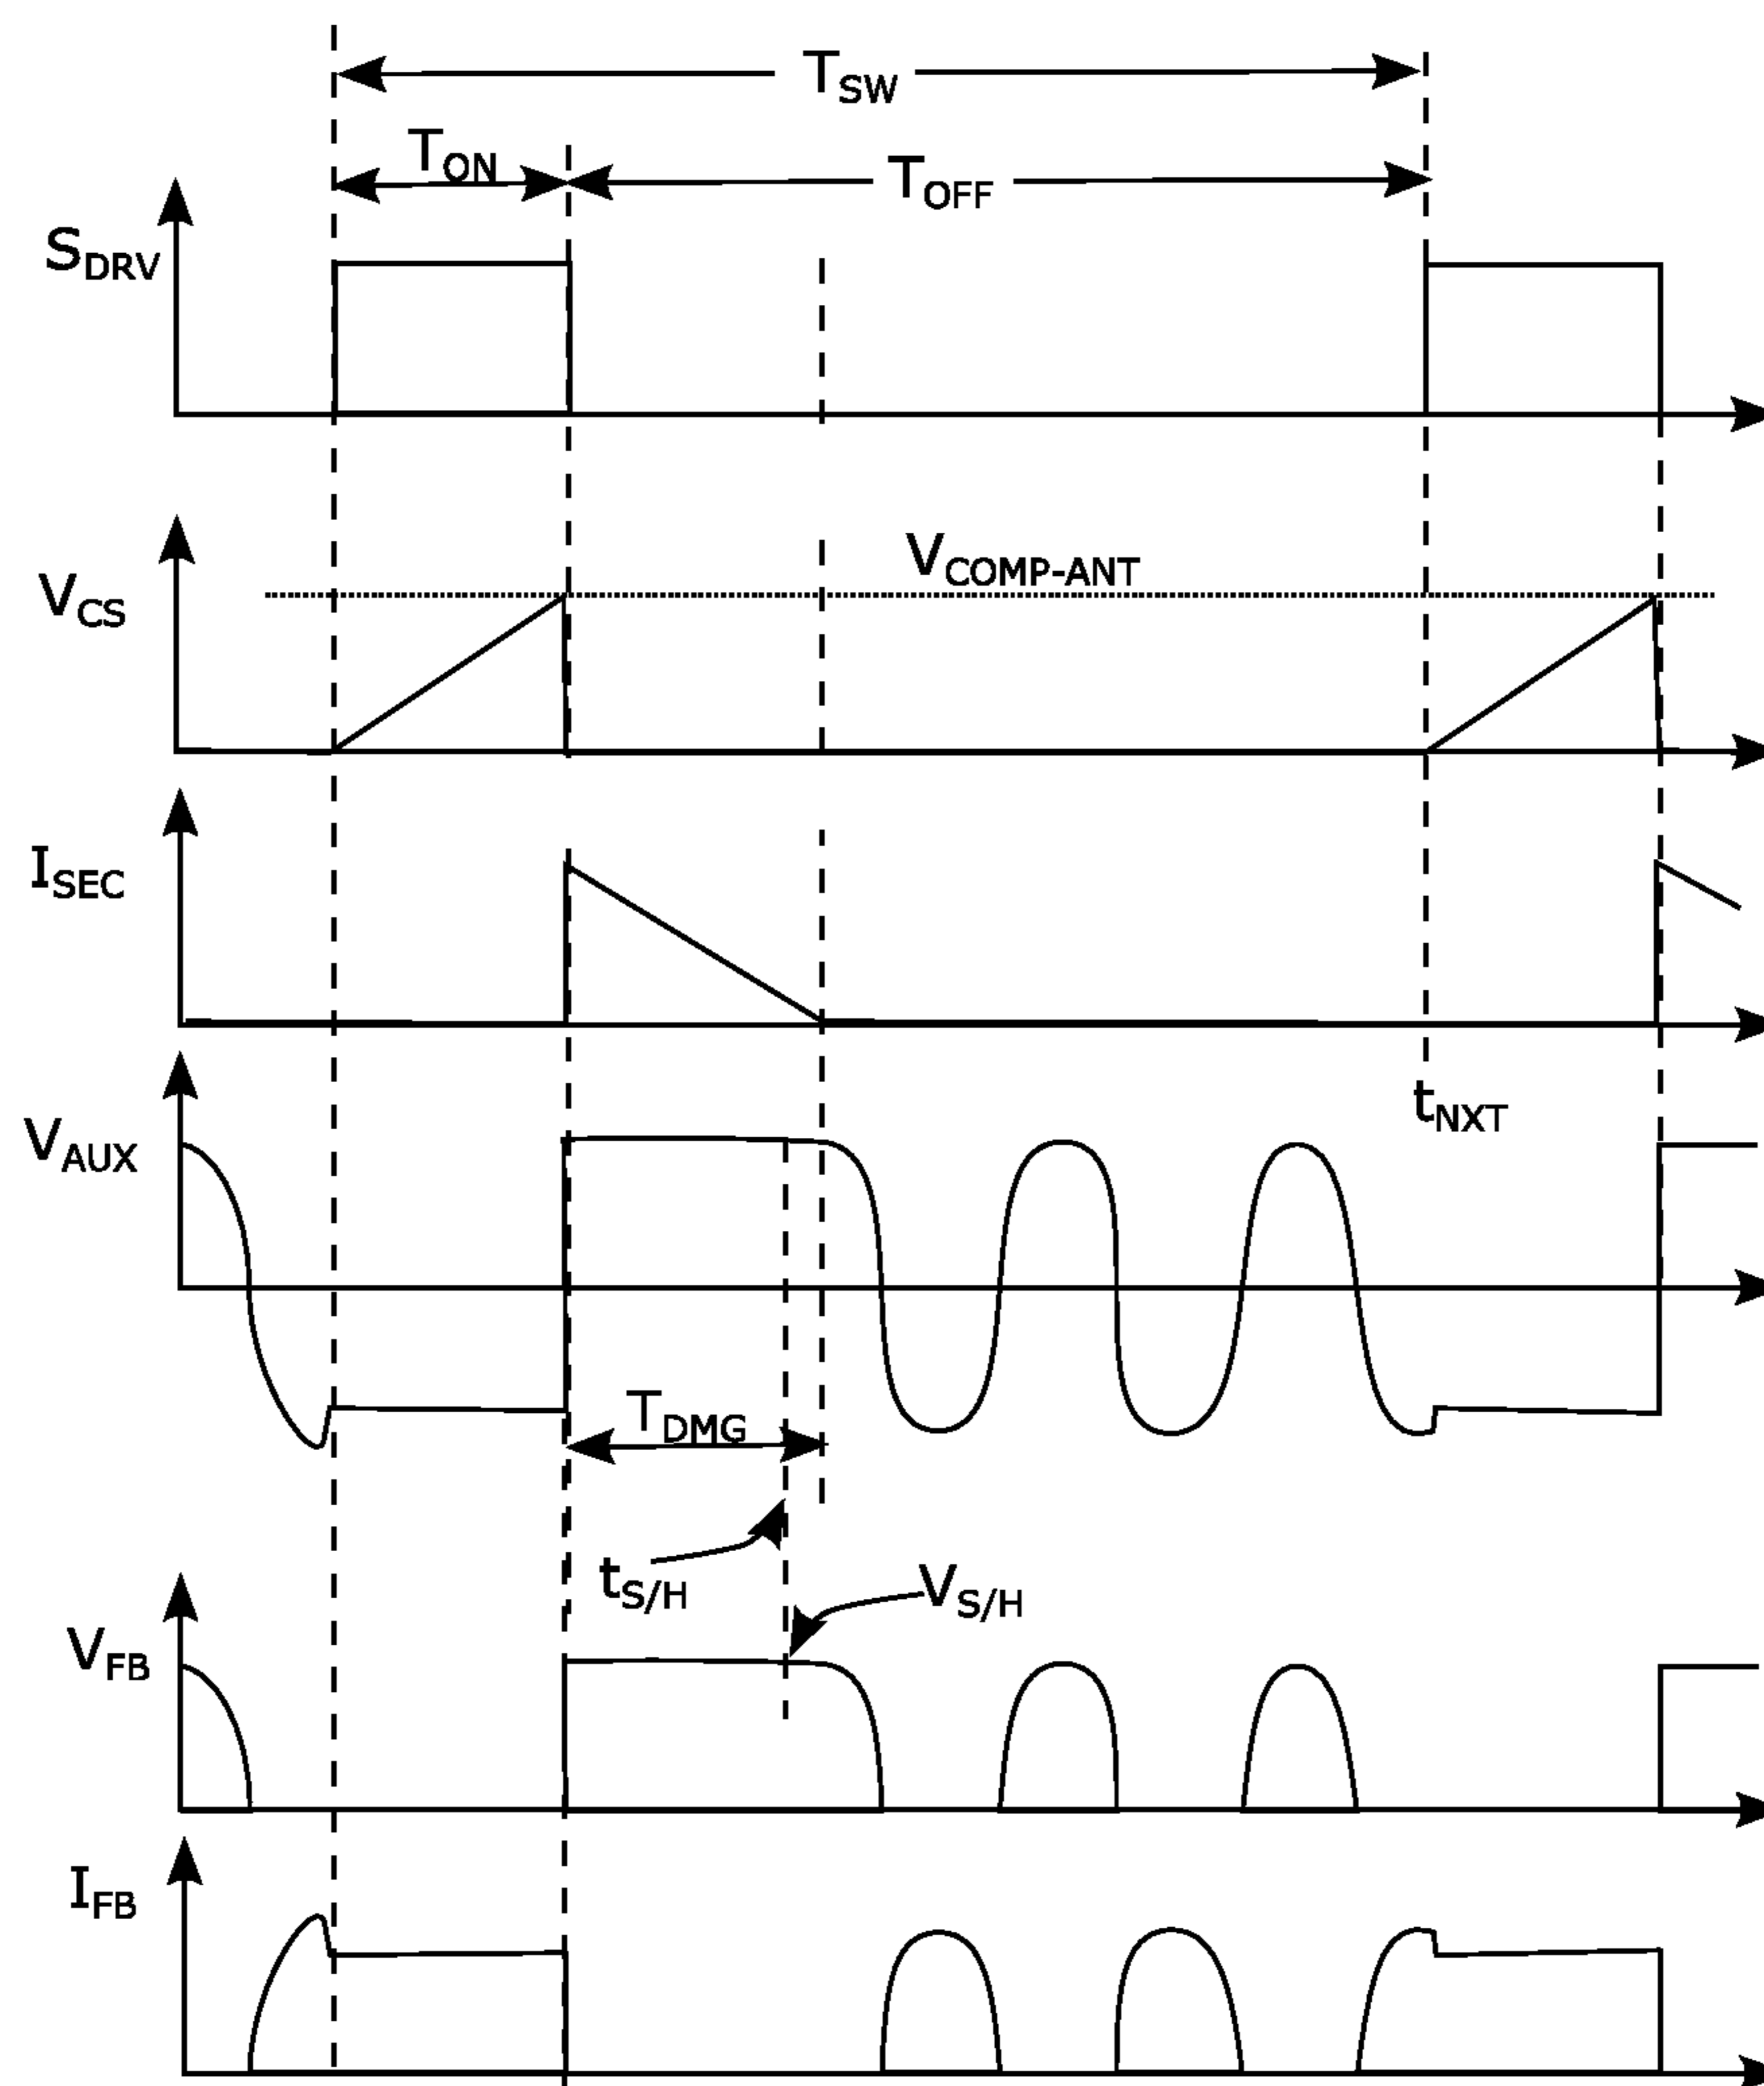 TSW
TON
TOFF
SDRV
VCOMP-ANT
VCS
ISEC
tNXT
VAUX
TDMG
tS/H
VS/H
VFB
IFB